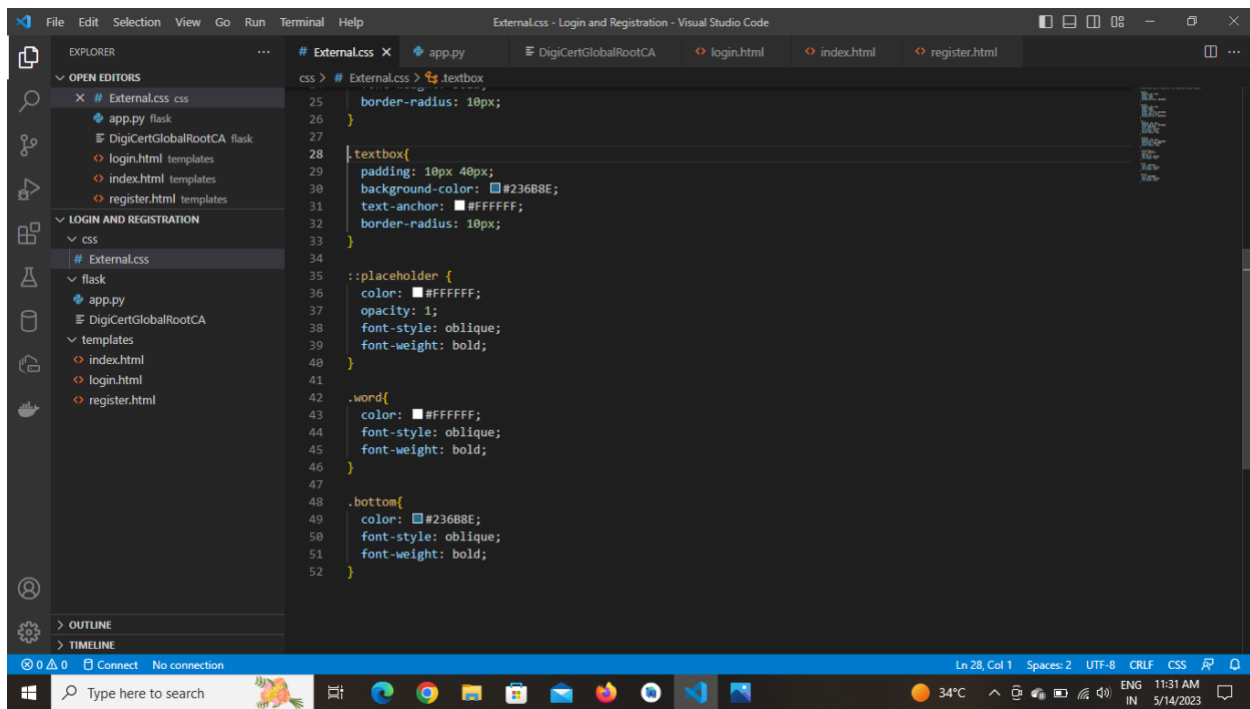 File Edit Selection View Go Run Terminal Help External.css - Login and Registration - Visual Studio Code
EXPLORER
OPEN EDITORS
# External.css css
app.py flask
DigiCertGlobalRootCA flask
login.html templates
index.html templates
register.html templates
LOGIN AND REGISTRATION
css
# External.css
flask
app.py
DigiCertGlobalRootCA
templates
index.html
login.html
register.html
OUTLINE
TIMELINE
# External.css app.py DigiCertGlobalRootCA login.html index.html register.html
css > # External.css > .textbox
25 border-radius: 10px;
26 }
27
28 .textbox{
29 padding: 10px 40px;
30 background-color: #236B8E;
31 text-anchor: #FFFFFF;
32 border-radius: 10px;
33 }
34
35 ::placeholder {
36 color: #FFFFFF;
37 opacity: 1;
38 font-style: oblique;
39 font-weight: bold;
40 }
41
42 .word{
43 color: #FFFFFF;
44 font-style: oblique;
45 font-weight: bold;
46 }
47
48 .bottom{
49 color: #236B8E;
50 font-style: oblique;
51 font-weight: bold;
52 }
0 0 Connect No connection Ln 28, Col 1 Spaces: 2 UTF-8 CRLF CSS
Type here to search 34°C ENG 11:31 AM
IN 5/14/2023